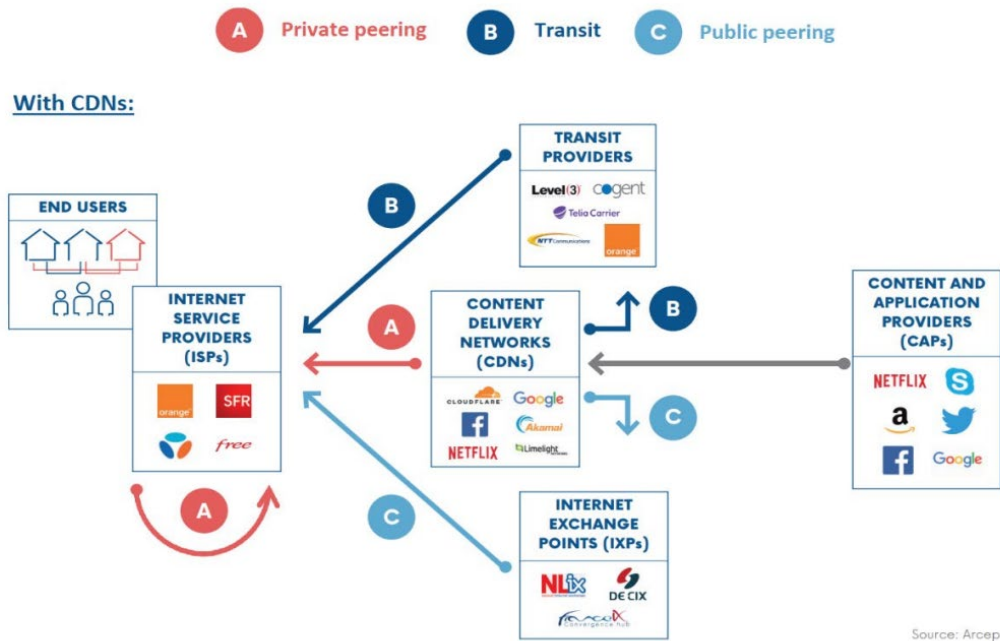 A Private peering B Transit C Public peering
With CDNs:
TRANSIT
PROVIDERS
Level(3) cogent
Telia Carrier
NTT Communications
orange
B
END USERS
INTERNET
SERVICE
PROVIDERS
(ISPs)
orange SFR
free
A
A
CONTENT
DELIVERY
NETWORKS
(CDNs)
CLOUDFLARE Google
Akamai
NETFLIX Limelight
B
C
CONTENT AND
APPLICATION
PROVIDERS
(CAPs)
NETFLIX S
a
Google
C
INTERNET
EXCHANGE
POINTS (IXPs)
NLix
DE CIX
Convergence hub
Source: Arcep